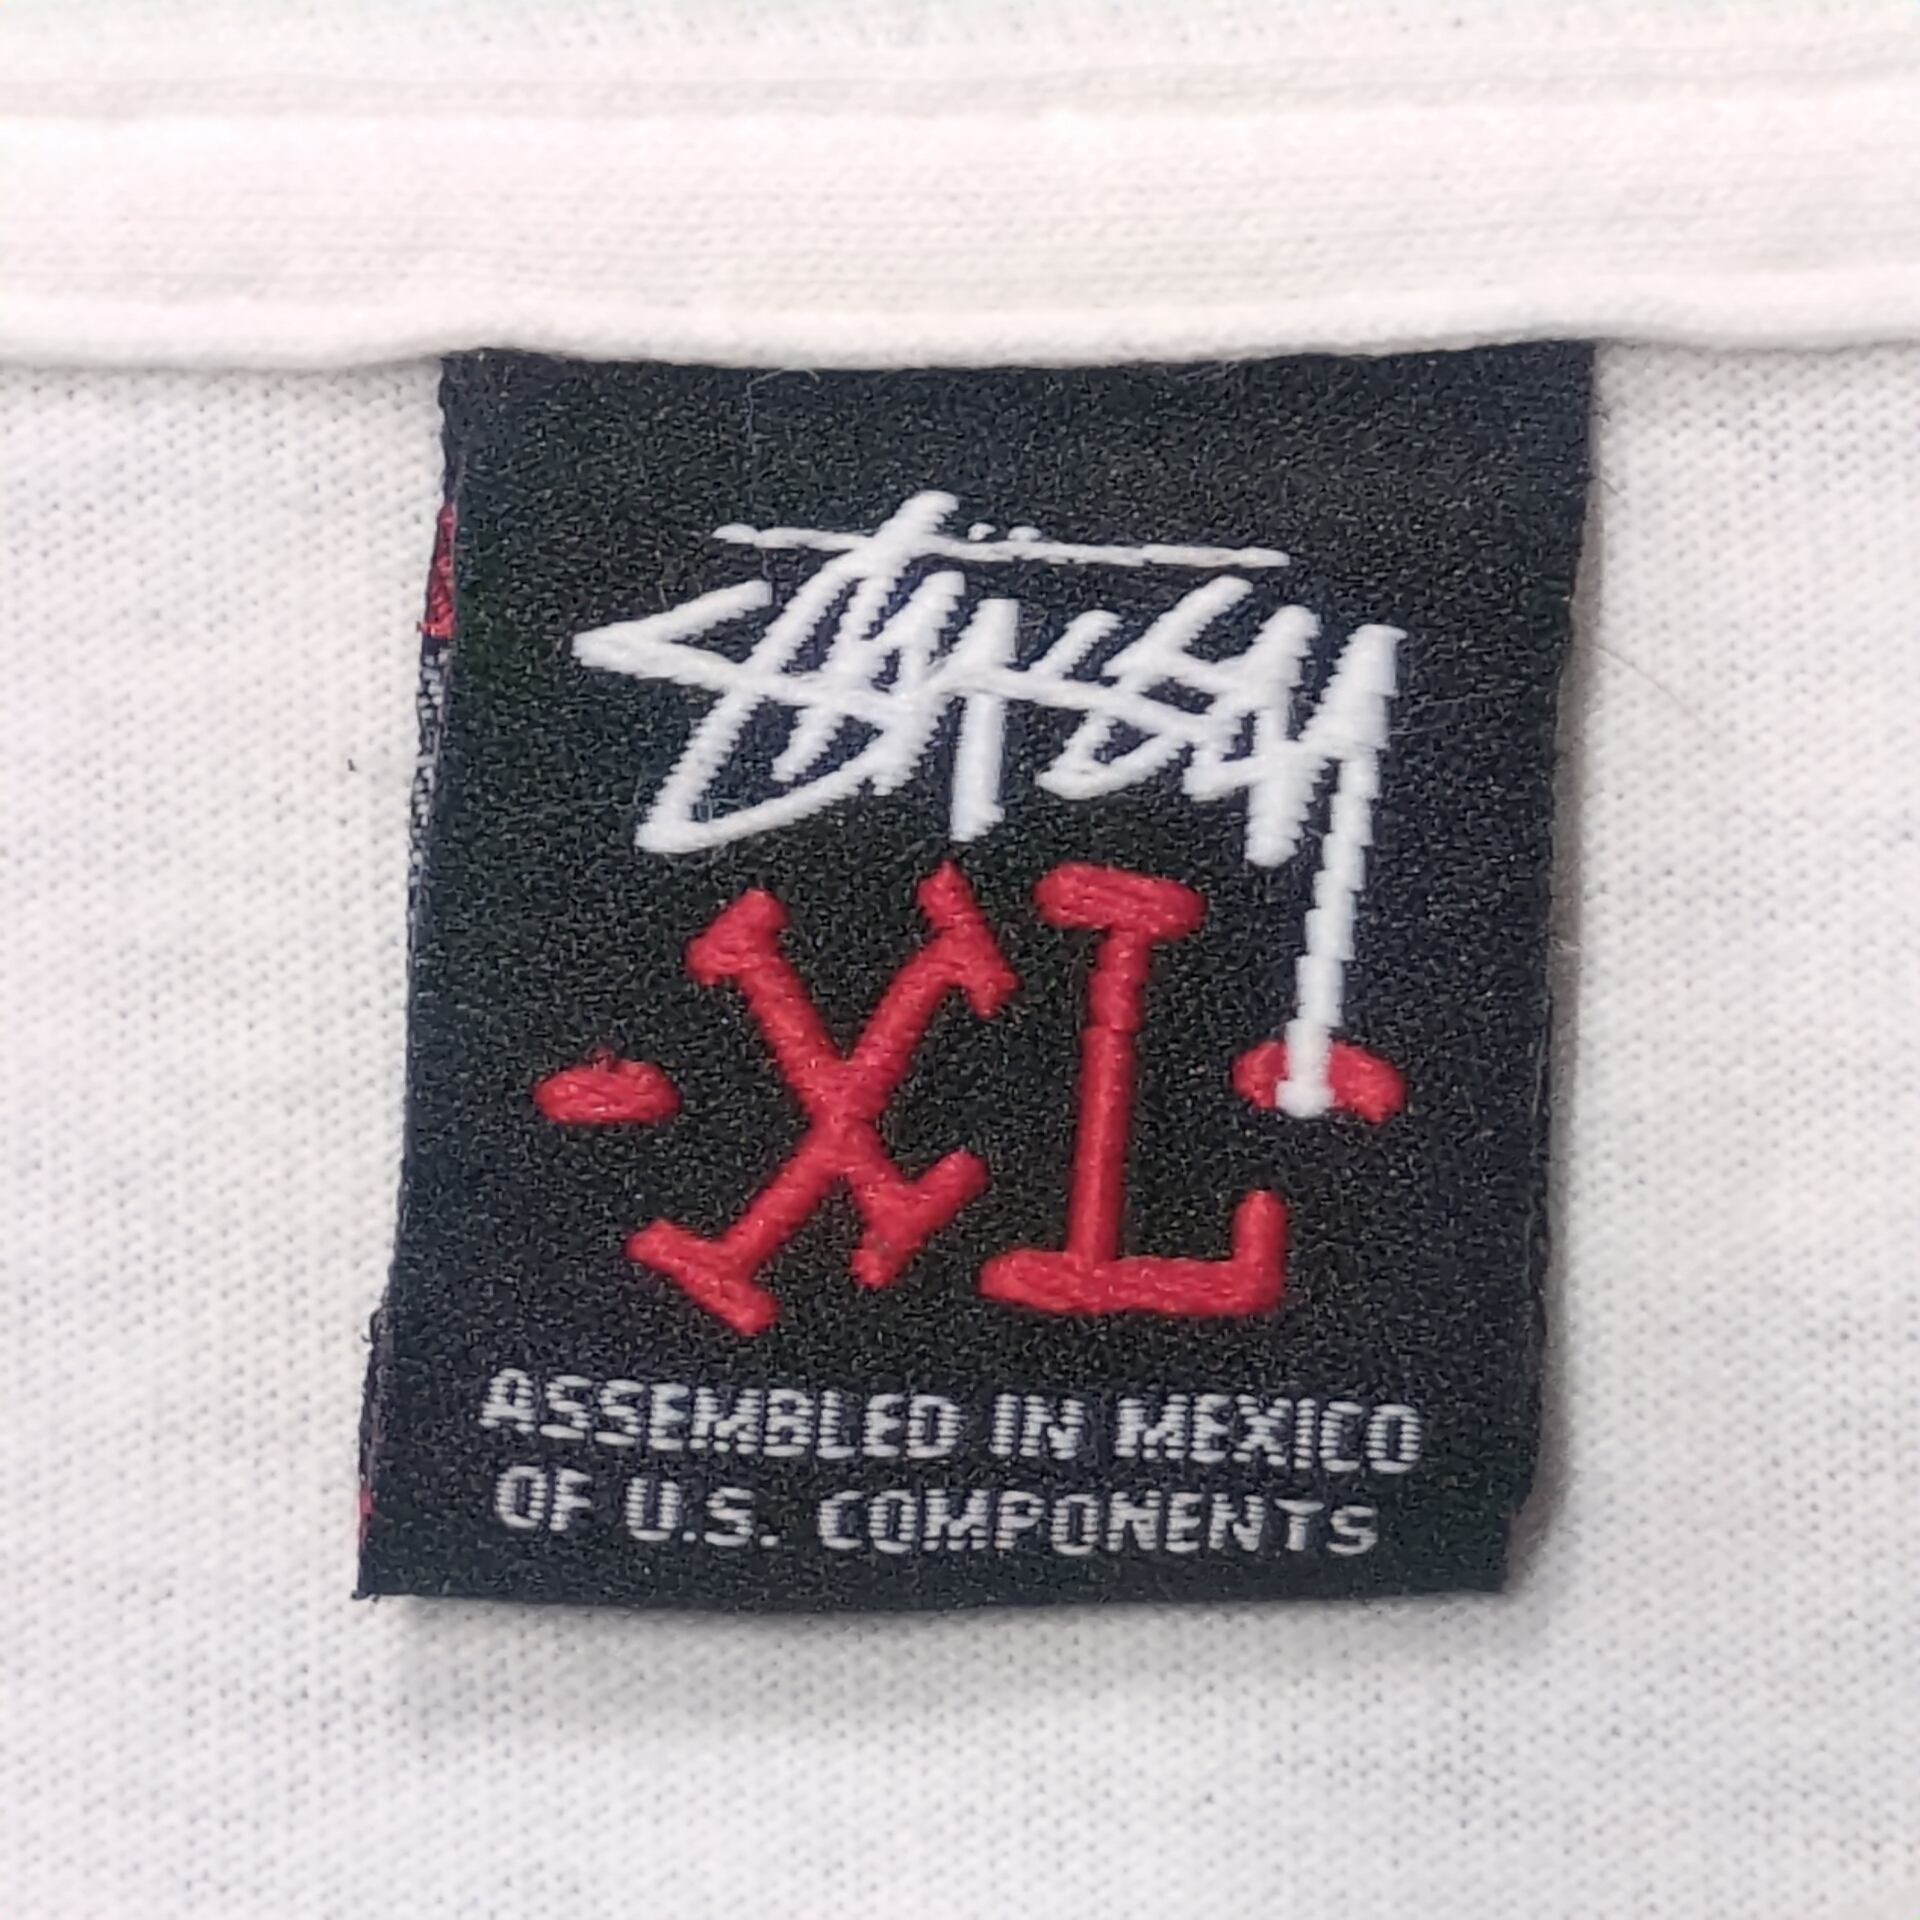 Stüssy
-XL-
ASSEMBLED IN MEXICO
OF U.S. COMPONENTS